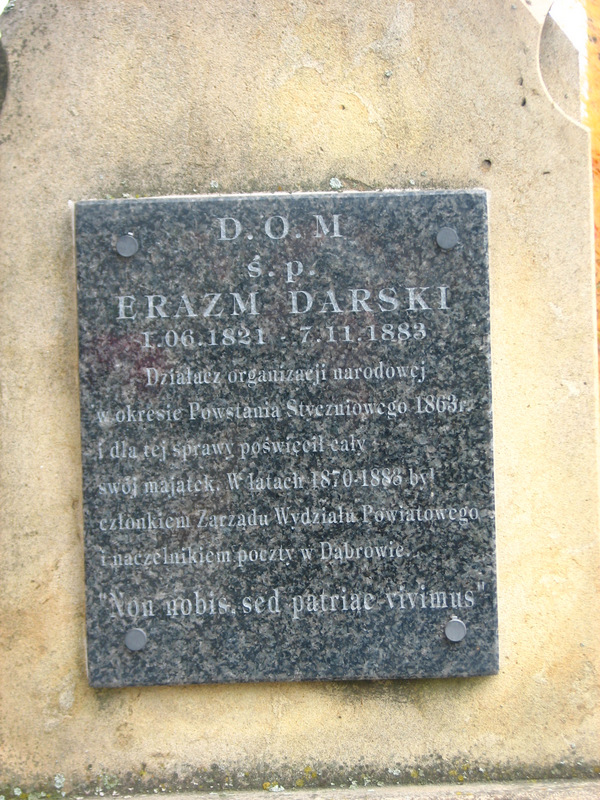 D.O.M
ś.p.
ERAZM DARSKI
1.06.1821 - 7.11.1883
Działacz organizacji narodowej
w okresie Powstania Styczniowego 1863r.
i dla tej sprawy poświęcił cały
swój majątek. W latach 1870-1883 był
członkiem Zarządu Wydziału Powiatowego
i naczelnikiem poczty w Dąbrowie...
"Non nobis, sed patriae vivimus"